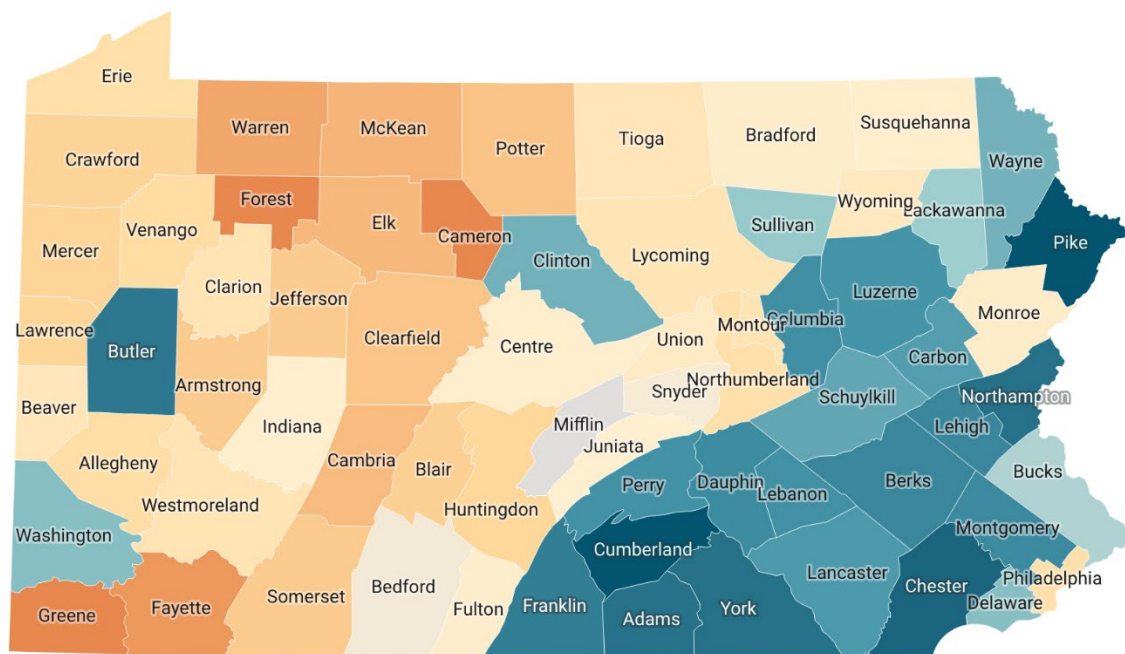 Erie
Warren
McKean
Potter
Tioga
Bradford
Susquehanna
Crawford
Wayne
Forest
Wyoming
Lackawanna
Venango
Elk
Sullivan
Cameron
Mercer
Pike
Lycoming
Clinton
Clarion
Jefferson
Luzerne
Monroe
Lawrence
Montour
Columbia
Clearfield
Union
Centre
Butler
Carbon
Armstrong
Northumberland
Snyder
Northampton
Beaver
Schuylkill
Mifflin
Indiana
Lehigh
Juniata
Allegheny
Cambria
Blair
Bucks
Perry
Dauphin
Berks
Lebanon
Westmoreland
Huntingdon
Montgomery
Washington
Cumberland
Lancaster
Philadelphia
Bedford
Chester
Somerset
Delaware
Fayette
Franklin
Fulton
York
Greene
Adams